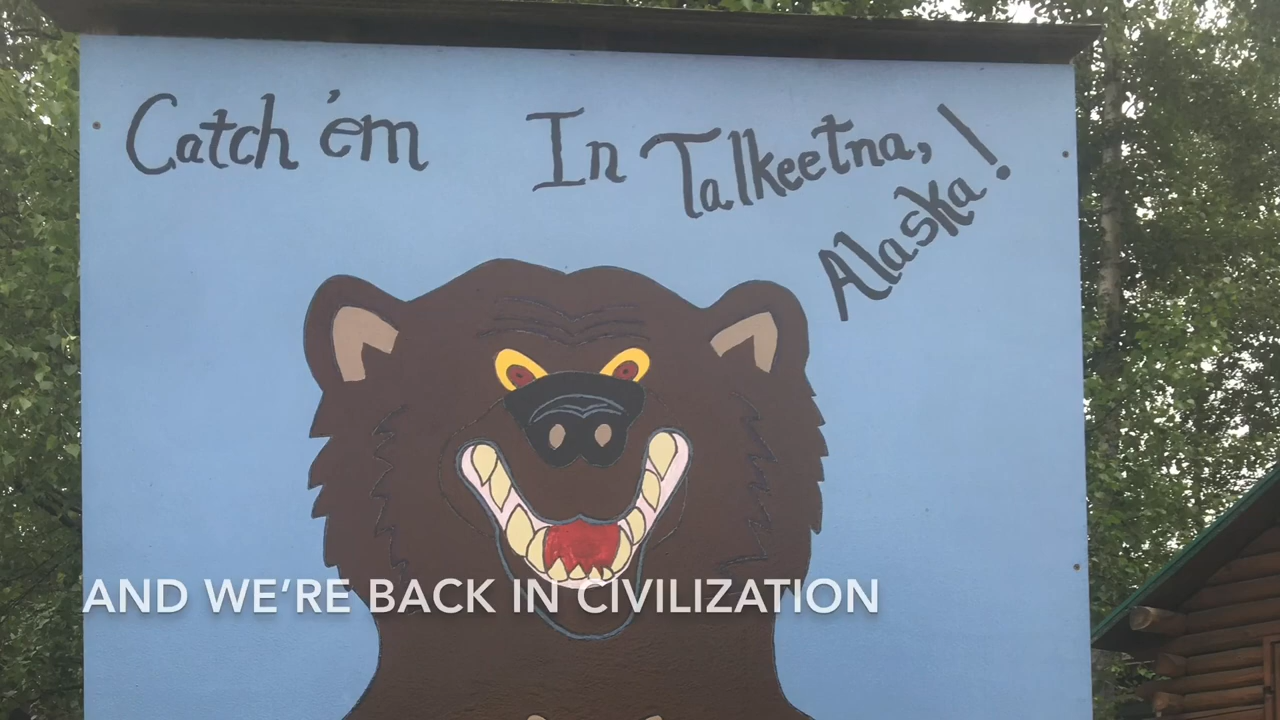 Catch 'em In Talkeetna,
Alaska!
AND WE'RE BACK IN CIVILIZATION